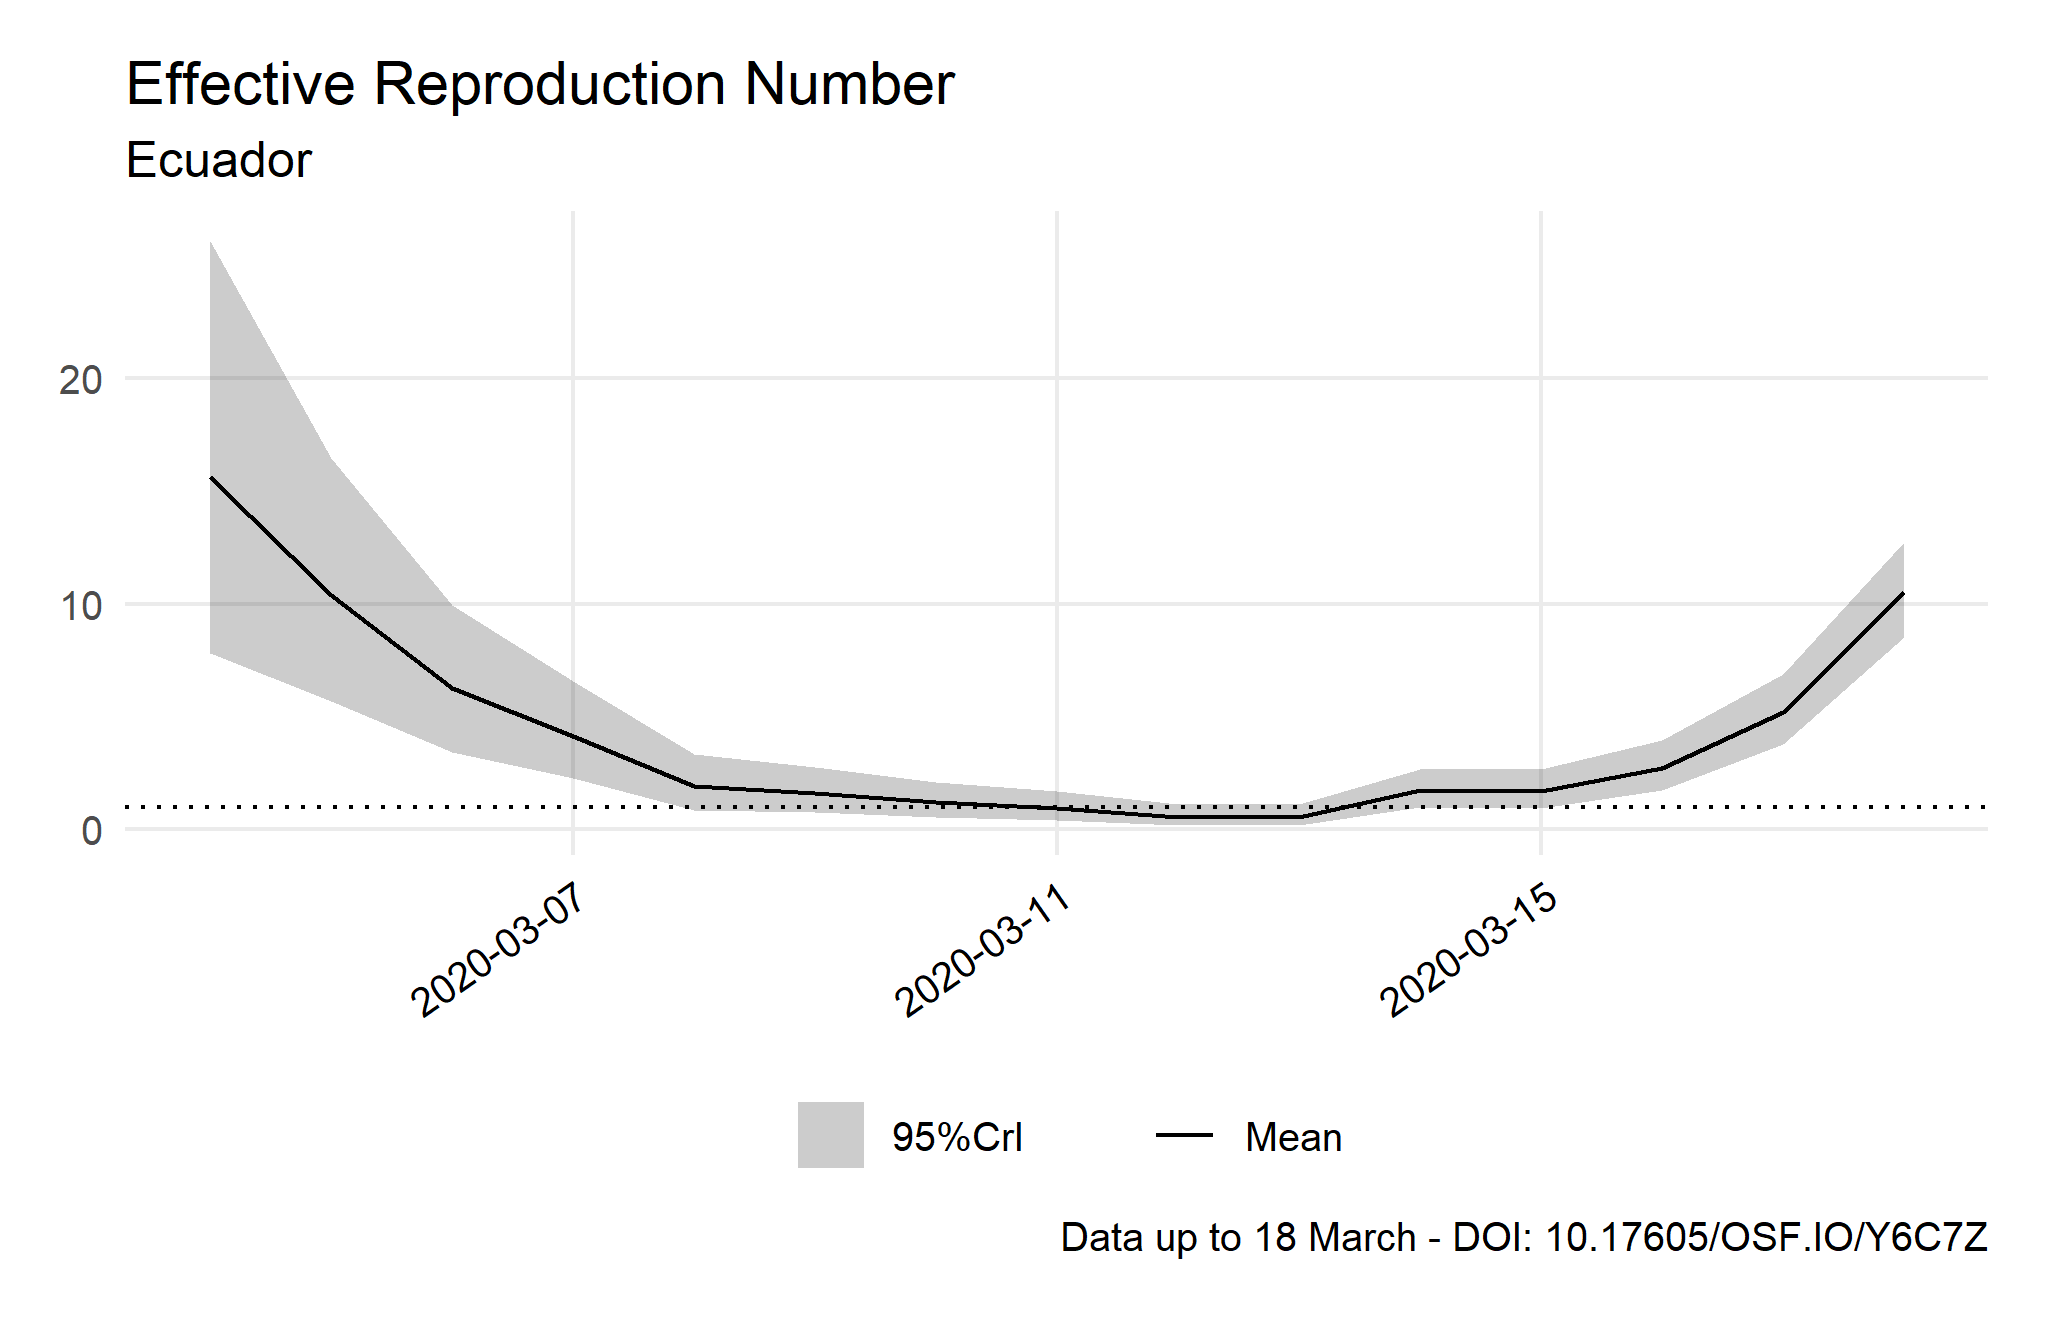 Effective Reproduction Number
Ecuador
20
10
0
2020-03-07
2020-03-11
2020-03-15
95%CrI
Mean
Data up to 18 March - DOI: 10.17605/OSF.IO/Y6C7Z